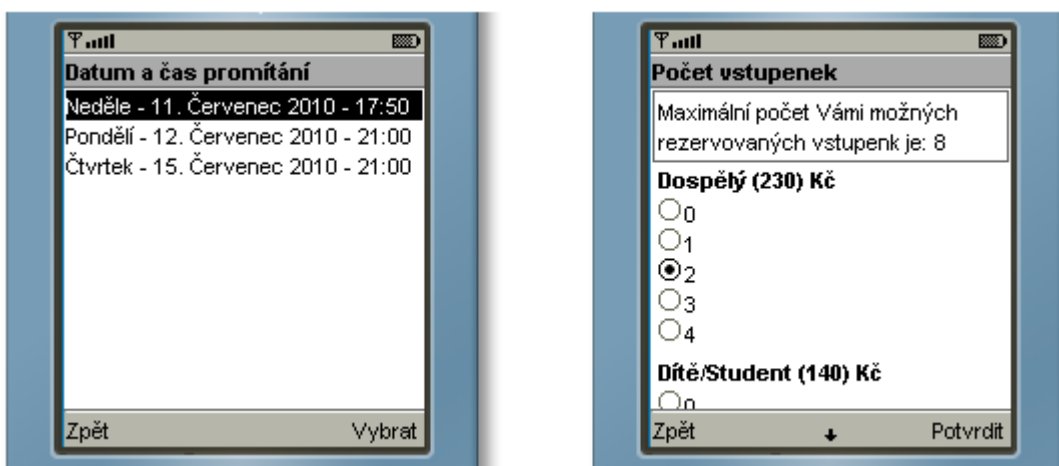 Datum a čas promítání
Neděle - 11. Červenec 2010 - 17:50
Pondělí - 12. Červenec 2010 - 21:00
Čtvrtek - 15. Červenec 2010 - 21:00
Zpět
Vybrat
Počet vstupenek
Maximální počet Vámi možných
rezervovaných vstupenk je: 8
Dospělý (230) Kč
0
1
2
3
4
Dítě/Student (140) Kč
0
Zpět
Potvrdit